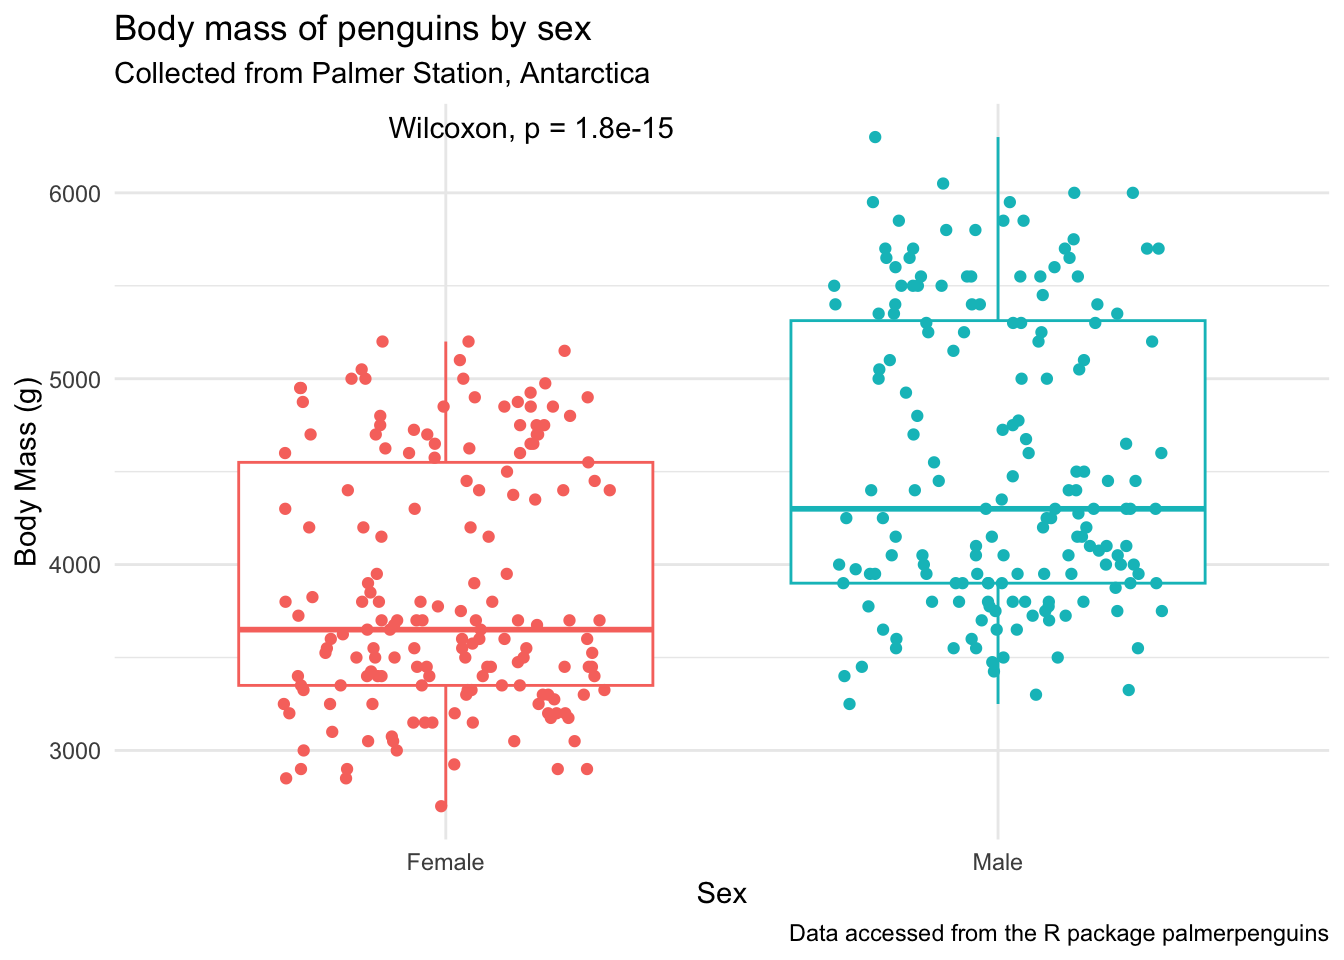 Body mass of penguins by sex
Collected from Palmer Station, Antarctica
Wilcoxon, p = 1.8e-15
6000
5000
4000
3000
Body Mass (g)
Female Male
Sex
Data accessed from the R package palmerpenguins